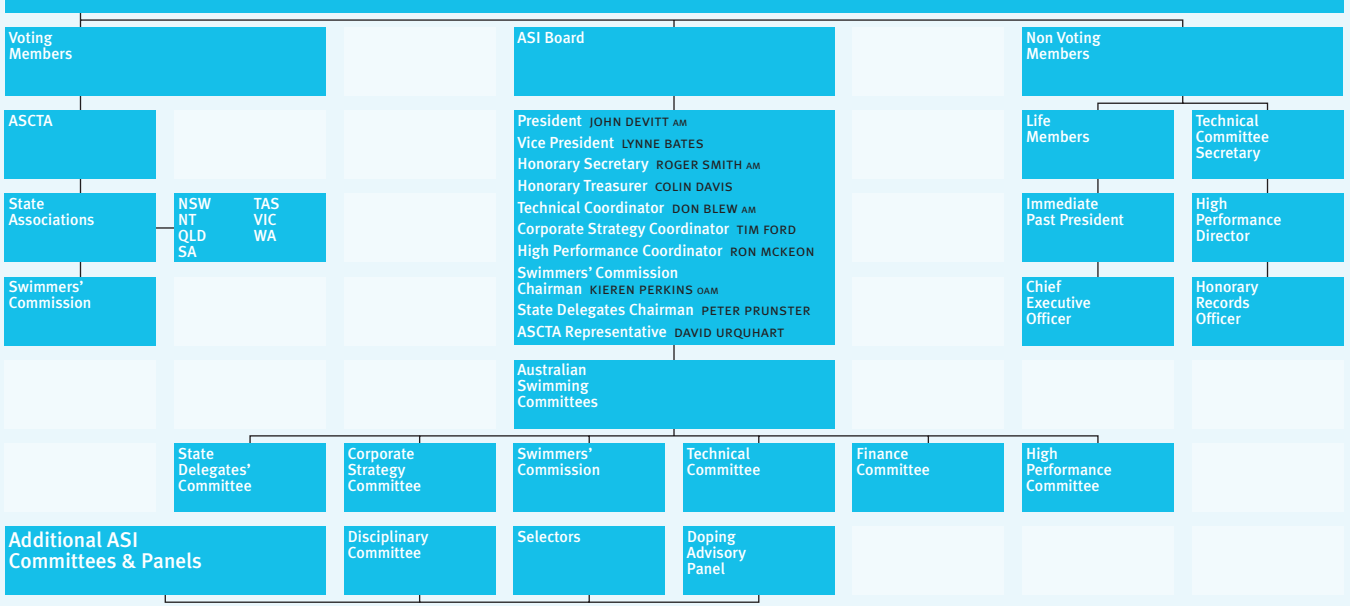 Voting
Members
ASI Board
Non Voting
Members
ASCTA
President JOHN DEVITT AM
Vice President LYNNE BATES
Honorary Secretary ROGER SMITH AM
Honorary Treasurer COLIN DAVIS
Technical Coordinator DON BLEW AM
Corporate Strategy Coordinator TIM FORD
High Performance Coordinator RON MCKEON
Swimmers' Commission
Chairman KIEREN PERKINS OAM
State Delegates Chairman PETER PRUNSTER
ASCTA Representative DAVID URQUHART
Life
Members
Technical
Committee
Secretary
State
Associations
NSW TAS
NT VIC
QLD WA
SA
Immediate
Past President
High
Performance
Director
Swimmers'
Commission
Chief
Executive
Officer
Honorary
Records
Officer
Australian
Swimming
Committees
State
Delegates'
Committee
Corporate
Strategy
Committee
Swimmers'
Commission
Technical
Committee
Finance
Committee
High
Performance
Committee
Additional ASI
Committees & Panels
Disciplinary
Committee
Selectors
Doping
Advisory
Panel